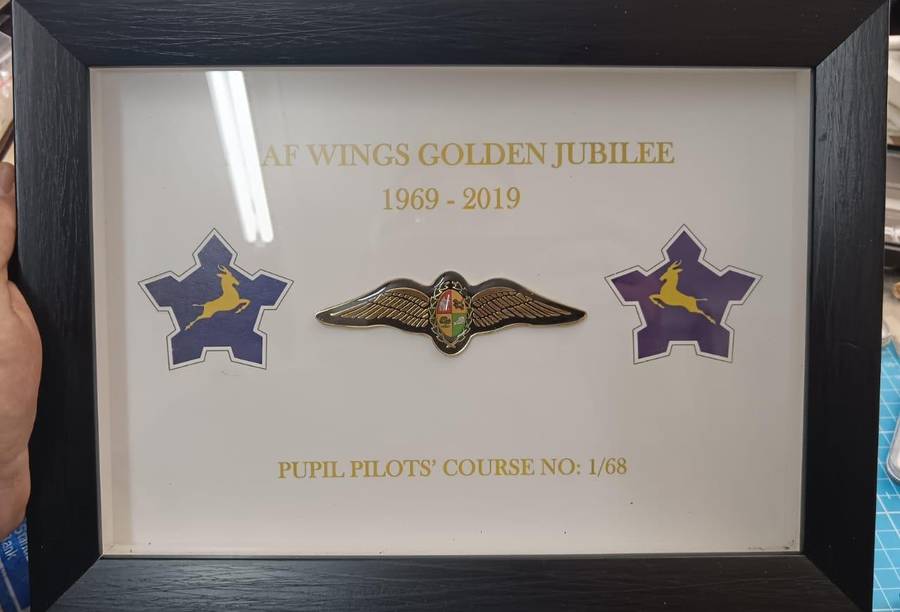 AF WINGS GOLDEN JUBILEE
1969 - 2019
PUPIL PILOTS' COURSE NO: 1/68